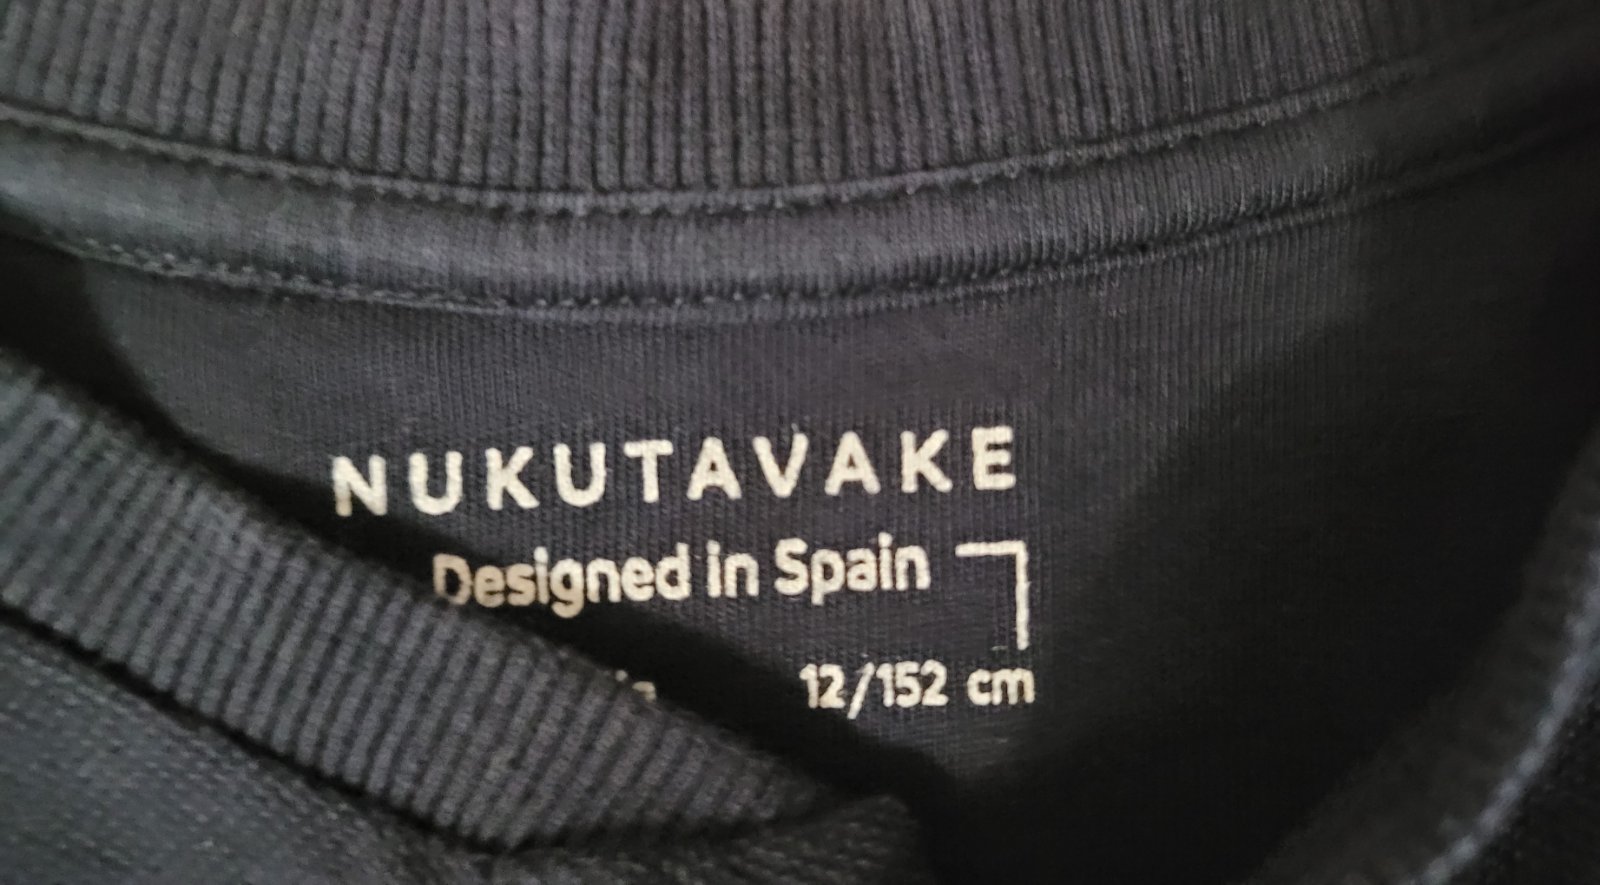 NUKUTAVAKE
Designed in Spain
12/152 cm